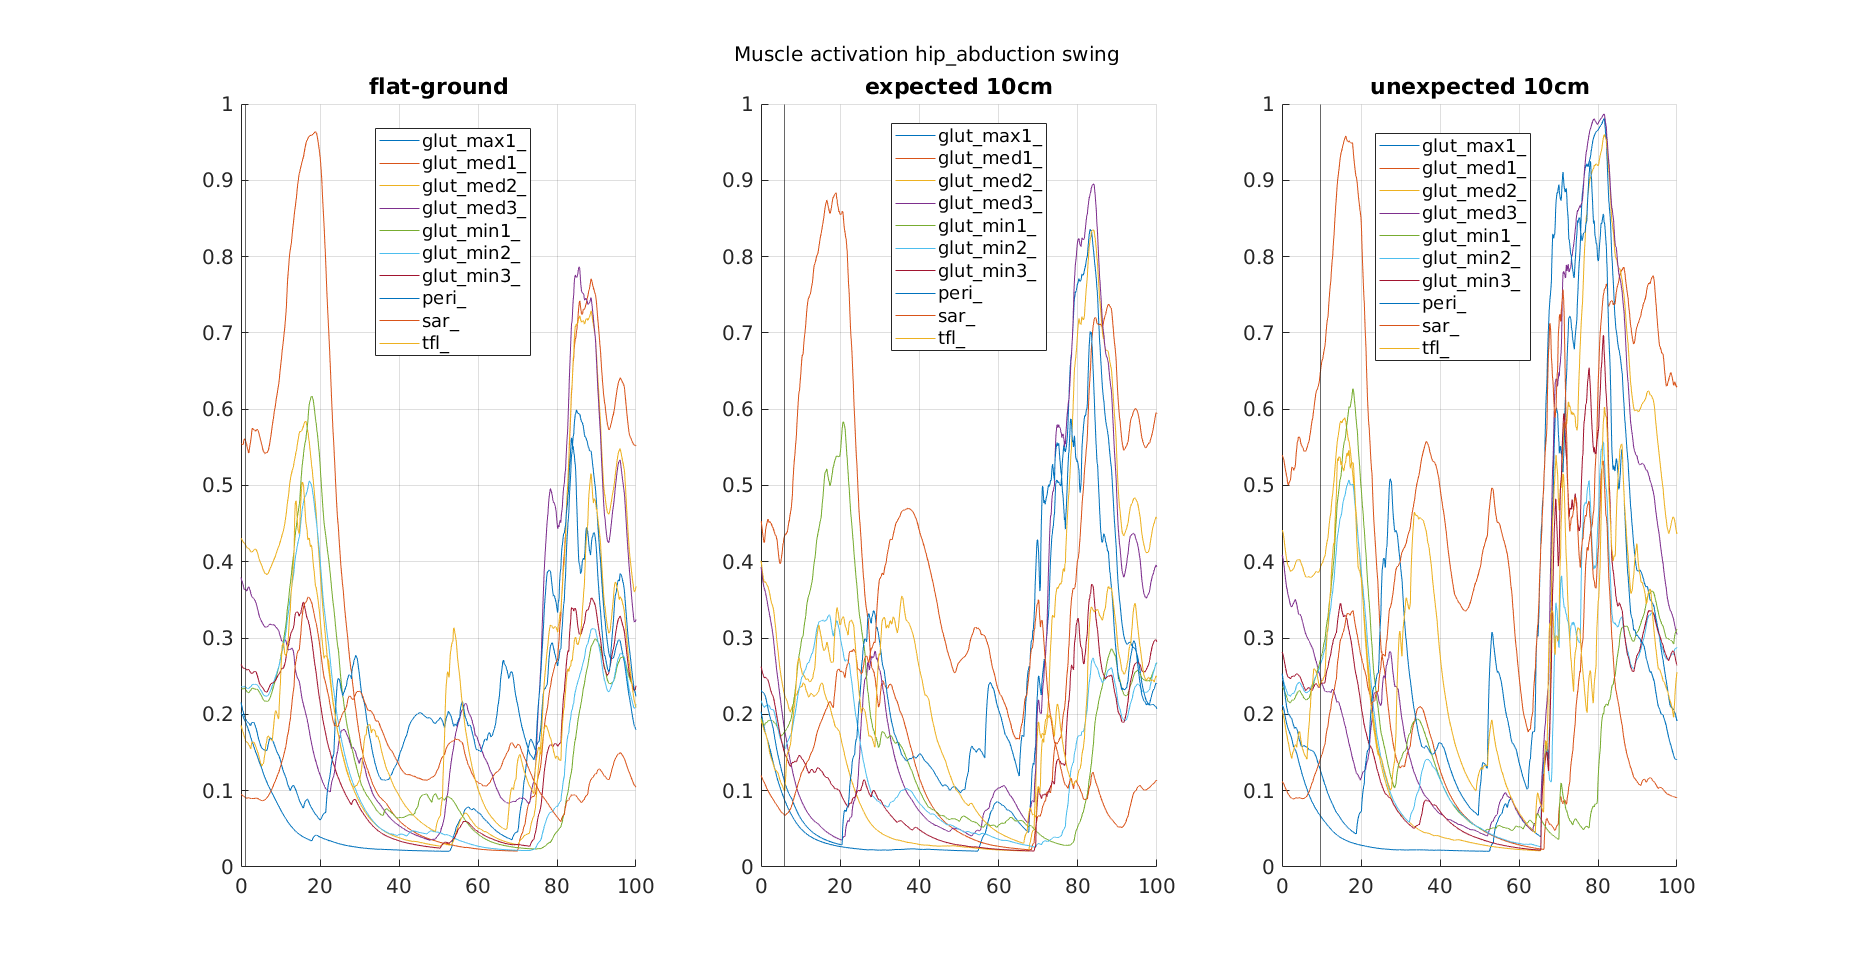 Muscle activation hip_abduction swing
flat-ground
1
0.9
0.8
0.7
0.6
0.5
0.4
0.3
0.2
0.1
0
0 20 40 60 80 100
glut_max1_
glut_med1_
glut_med2_
glut_med3_
glut_min1_
glut_min2_
glut_min3_
peri_
sar_
tfl_
expected 10cm
1
0.9
0.8
0.7
0.6
0.5
0.4
0.3
0.2
0.1
0
0 20 40 60 80 100
glut_max1_
glut_med1_
glut_med2_
glut_med3_
glut_min1_
glut_min2_
glut_min3_
peri_
sar_
tfl_
unexpected 10cm
1
0.9
0.8
0.7
0.6
0.5
0.4
0.3
0.2
0.1
0
0 20 40 60 80 100
glut_max1_
glut_med1_
glut_med2_
glut_med3_
glut_min1_
glut_min2_
glut_min3_
peri_
sar_
tfl_